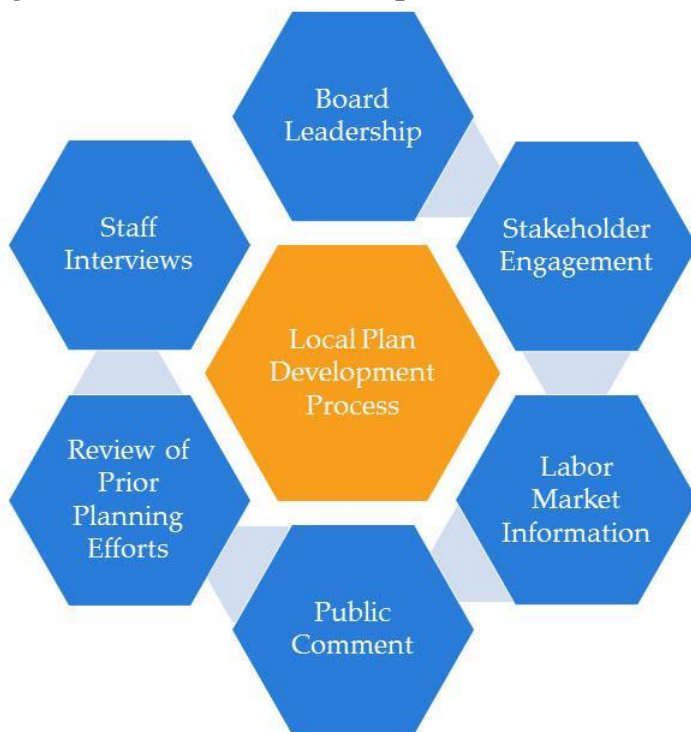 Board
Leadership
Stakeholder
Engagement
Labor
Market
Information
Public
Comment
Review of
Prior
Planning
Efforts
Staff
Interviews
Local Plan
Development
Process